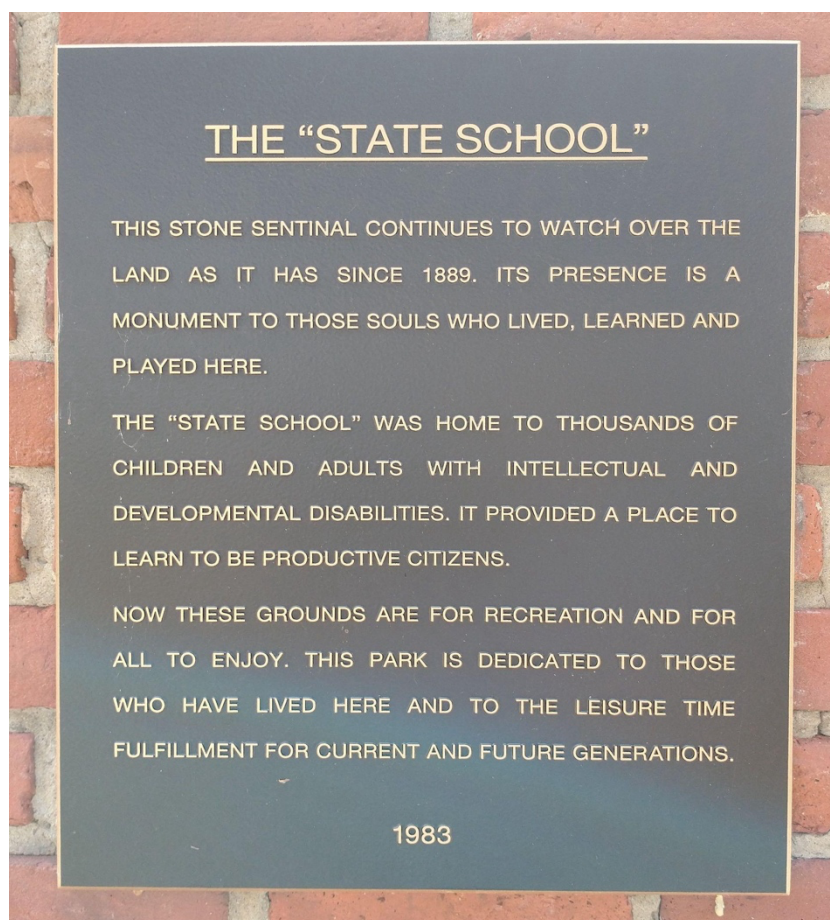 THE “STATE SCHOOL”
THIS STONE SENTINAL CONTINUES TO WATCH OVER THE
LAND AS IT HAS SINCE 1889. ITS PRESENCE IS A
MONUMENT TO THOSE SOULS WHO LIVED, LEARNED AND
PLAYED HERE.
THE “STATE SCHOOL” WAS HOME TO THOUSANDS OF
CHILDREN AND ADULTS WITH INTELLECTUAL AND
DEVELOPMENTAL DISABILITIES. IT PROVIDED A PLACE TO
LEARN TO BE PRODUCTIVE CITIZENS.
NOW THESE GROUNDS ARE FOR RECREATION AND FOR
ALL TO ENJOY. THIS PARK IS DEDICATED TO THOSE
WHO HAVE LIVED HERE AND TO THE LEISURE TIME
FULFILLMENT FOR CURRENT AND FUTURE GENERATIONS.
1983